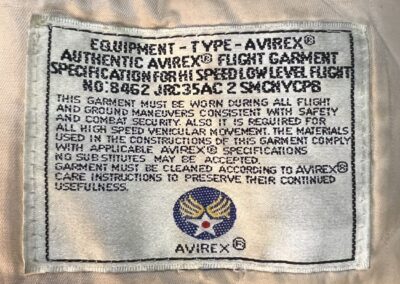 EQUIPMENT - TYPE - AVIREX®
AUTHENTIC AVIREX® FLIGHT GARMENT
SPECIFICATION FOR HI SPEED LOW LEVEL FLIGHT
NO: 8462 JRC35AC 2 SMCNYCPB
THIS GARMENT MUST BE WORN DURING ALL FLIGHT
AND GROUND MANEUVERS CONSISTENT WITH SAFETY
AND COMBAT SECURITY. ALSO IT IS REQUIRED FOR
ALL HIGH SPEED VEHICULAR MOVEMENT. THE MATERIALS
USED IN THE CONSTRUCTIONS OF THIS GARMENT COMPLY
WITH APPLICABLE AVIREX® SPECIFICATIONS
NO SUBSTITUTES MAY BE ACCEPTED.
GARMENT MUST BE CLEANED ACCORDING TO AVIREX®
CARE INSTRUCTIONS TO PRESERVE THEIR CONTINUED
USEFULNESS.
AVIREX®